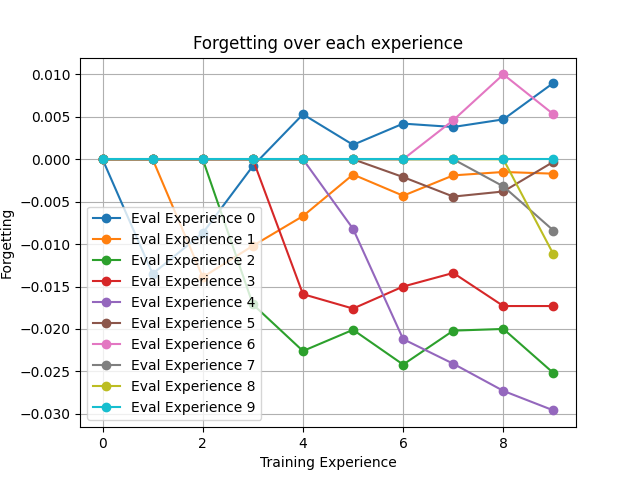 Forgetting over each experience
0.010
0.005
0.000
−0.005
−0.010
−0.015
−0.020
−0.025
−0.030
Forgetting
Eval Experience 0
Eval Experience 1
Eval Experience 2
Eval Experience 3
Eval Experience 4
Eval Experience 5
Eval Experience 6
Eval Experience 7
Eval Experience 8
Eval Experience 9
0 2 4 6 8
Training Experience